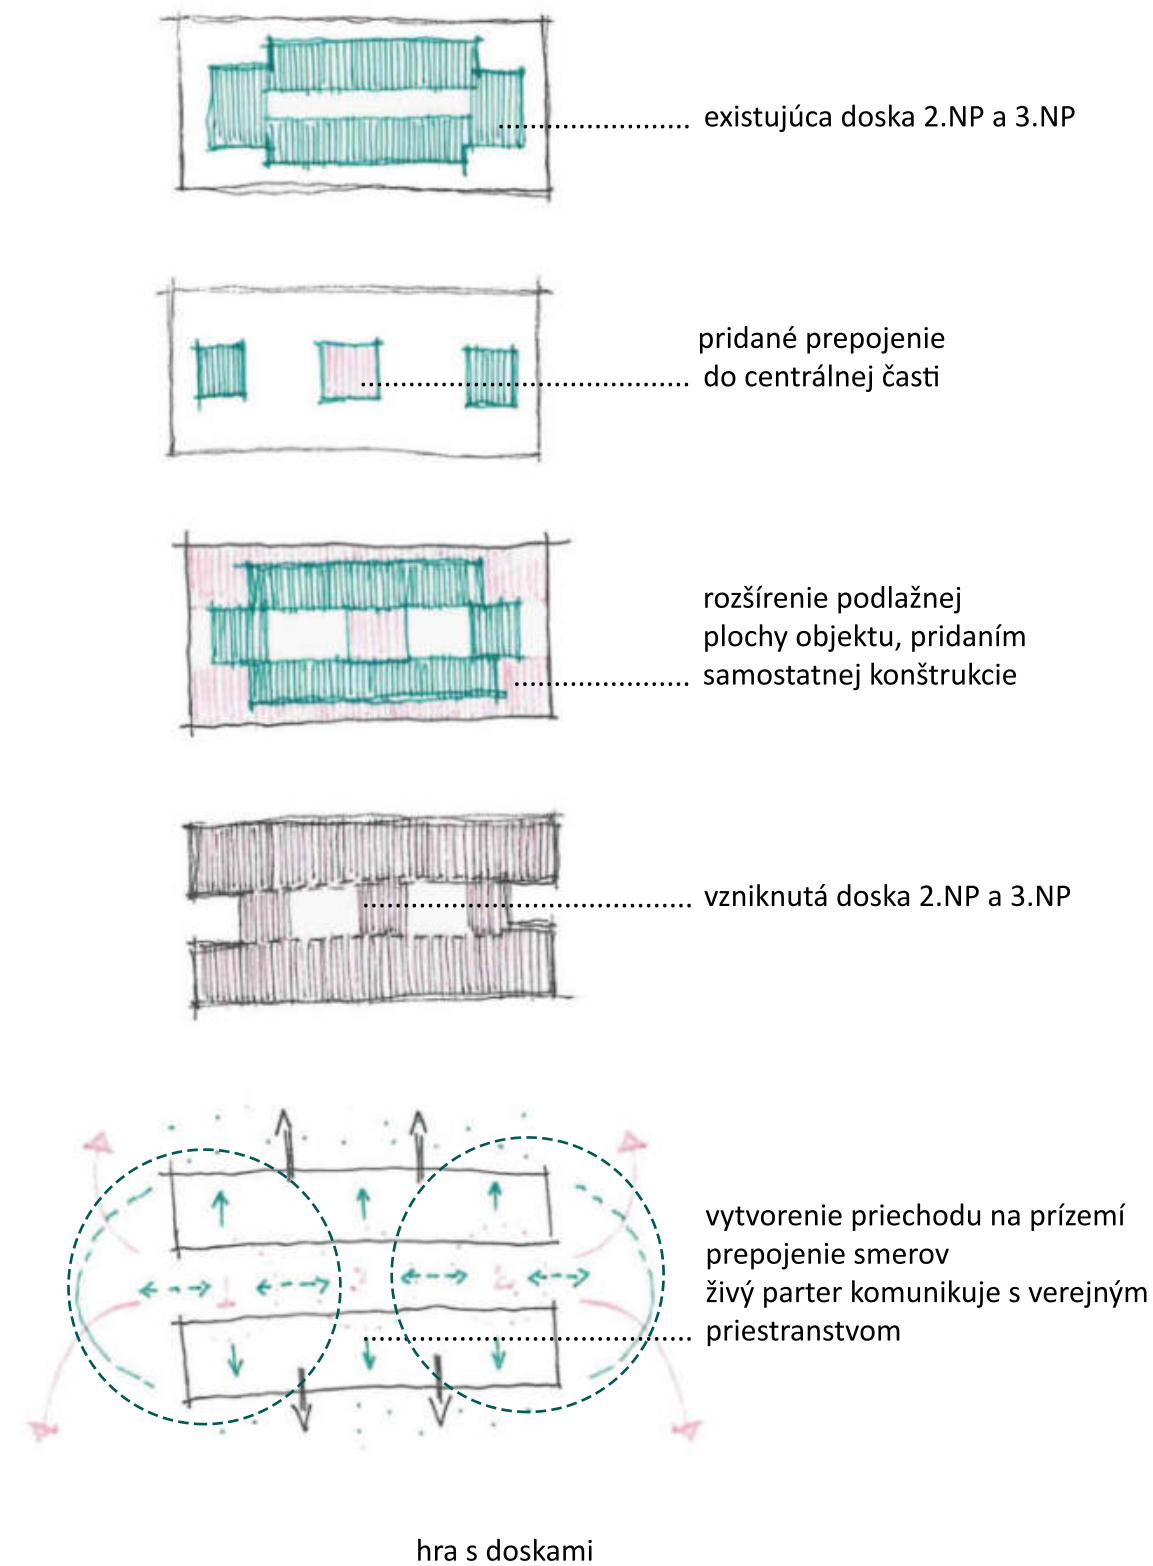 existujúca doska 2.NP a 3.NP
pridané prepojenie
do centrálnej časti
rozšírenie podlažnej
plochy objektu, pridaním
samostatnej konštrukcie
vzniknutá doska 2.NP a 3.NP
vytvorenie priechodu na prízemí
prepojenie smerov
živý parter komunikuje s verejným
priestranstvom
hra s doskami